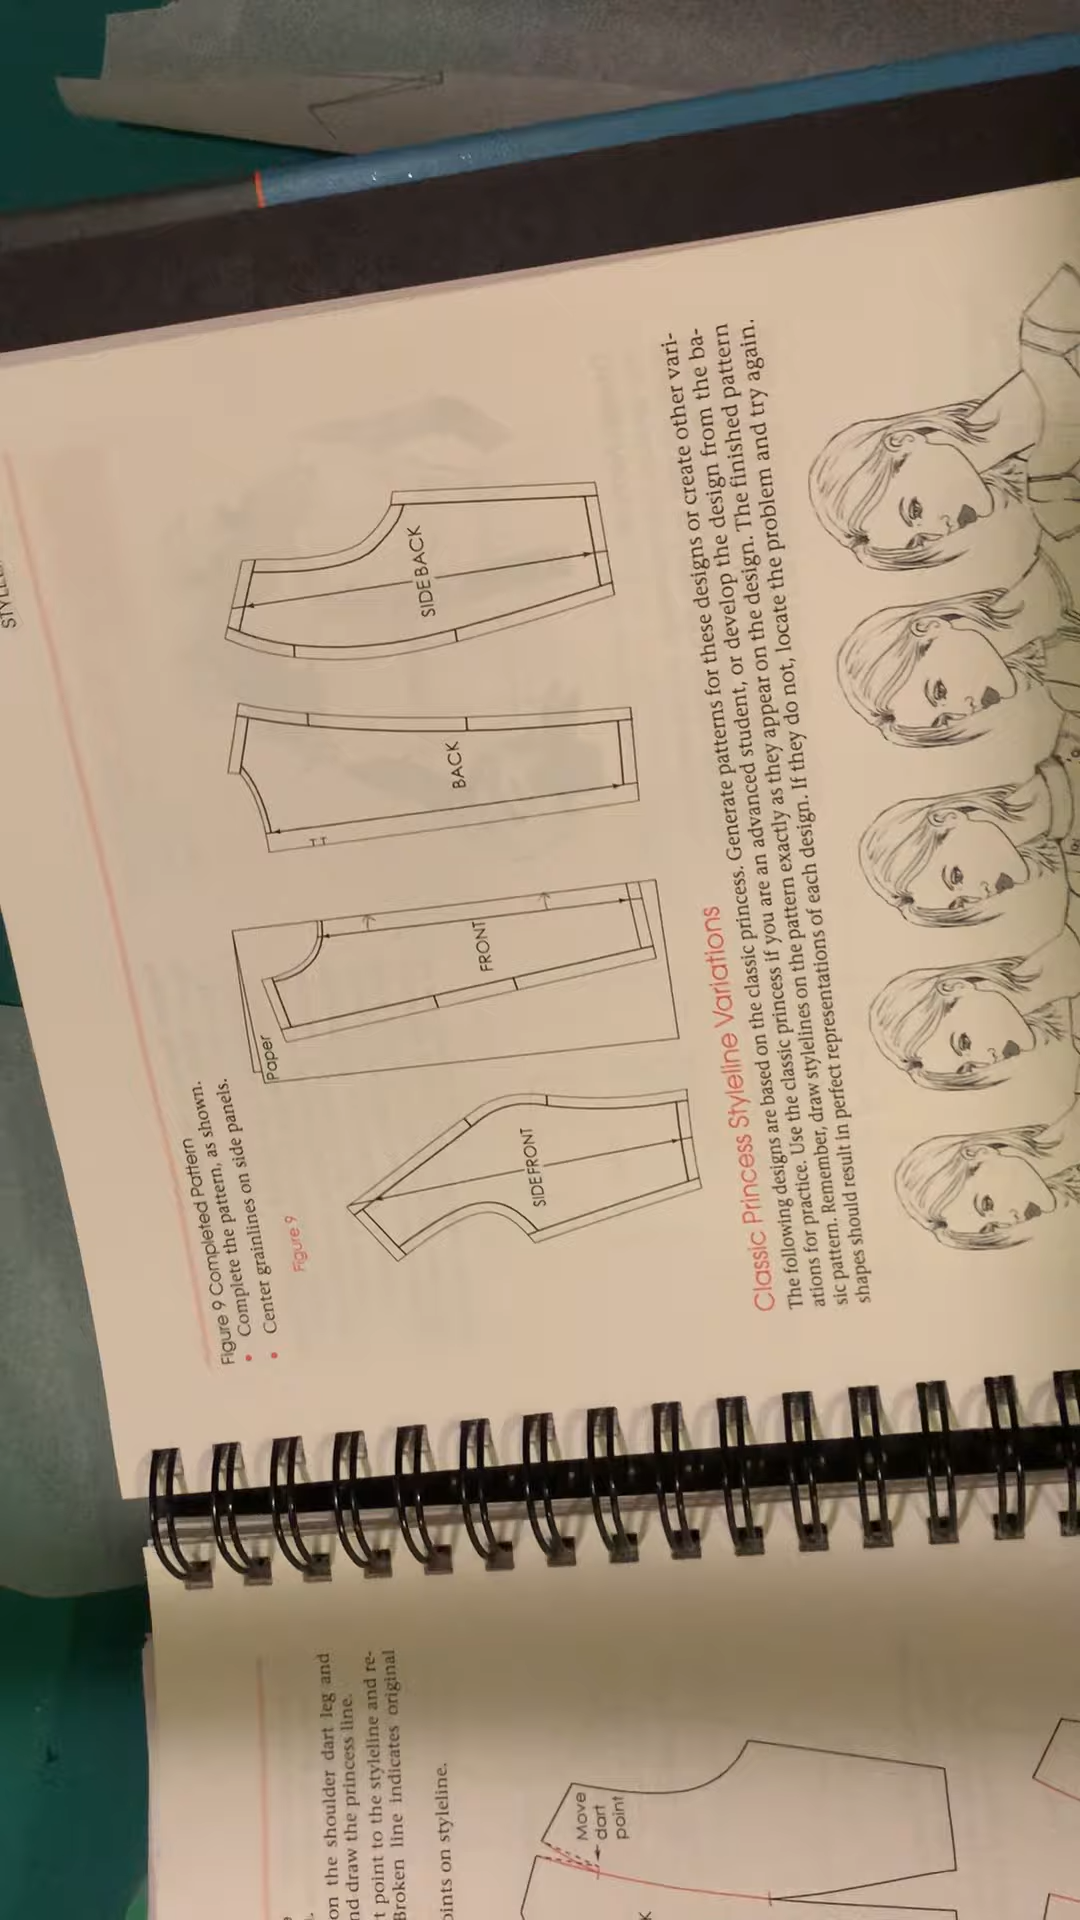 on the shoulder dart leg and
nd draw the princess line.
t point to the styleline and re-
Broken line indicates original
oints on styleline.
Move
dart
point
K
Figure 9 Completed Pattern
• Complete the pattern, as shown.
• Center grainlines on side panels.
Figure 9
Paper
SIDE FRONT
FRONT
BACK
SIDE BACK
Classic Princess Styleline Variations
The following designs are based on the classic princess. Generate patterns for these designs or create other vari-
ations for practice. Use the classic princess if you are an advanced student, or develop the design from the ba-
sic pattern. Remember, draw stylelines on the pattern exactly as they appear on the design. The finished pattern
shapes should result in perfect representations of each design. If they do not, locate the problem and try again.